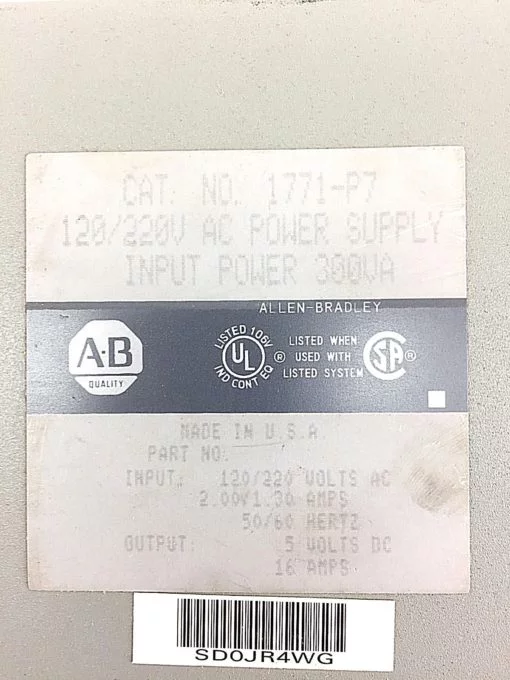 CAT. NO. 1771-P7
120/220V AC POWER SUPPLY
INPUT POWER 300VA
ALLEN-BRADLEY
A·B
QUALITY
LISTED 106V
UL ®
IND CONT EQ
LISTED WHEN
USED WITH
LISTED SYSTEM
SA ®
MADE IN U.S.A.
PART NO.
INPUT: 120/220 VOLTS AC
2.00/1.30 AMPS
50/60 HERTZ
OUTPUT: 5 VOLTS DC
16 AMPS
SD0JR4WG